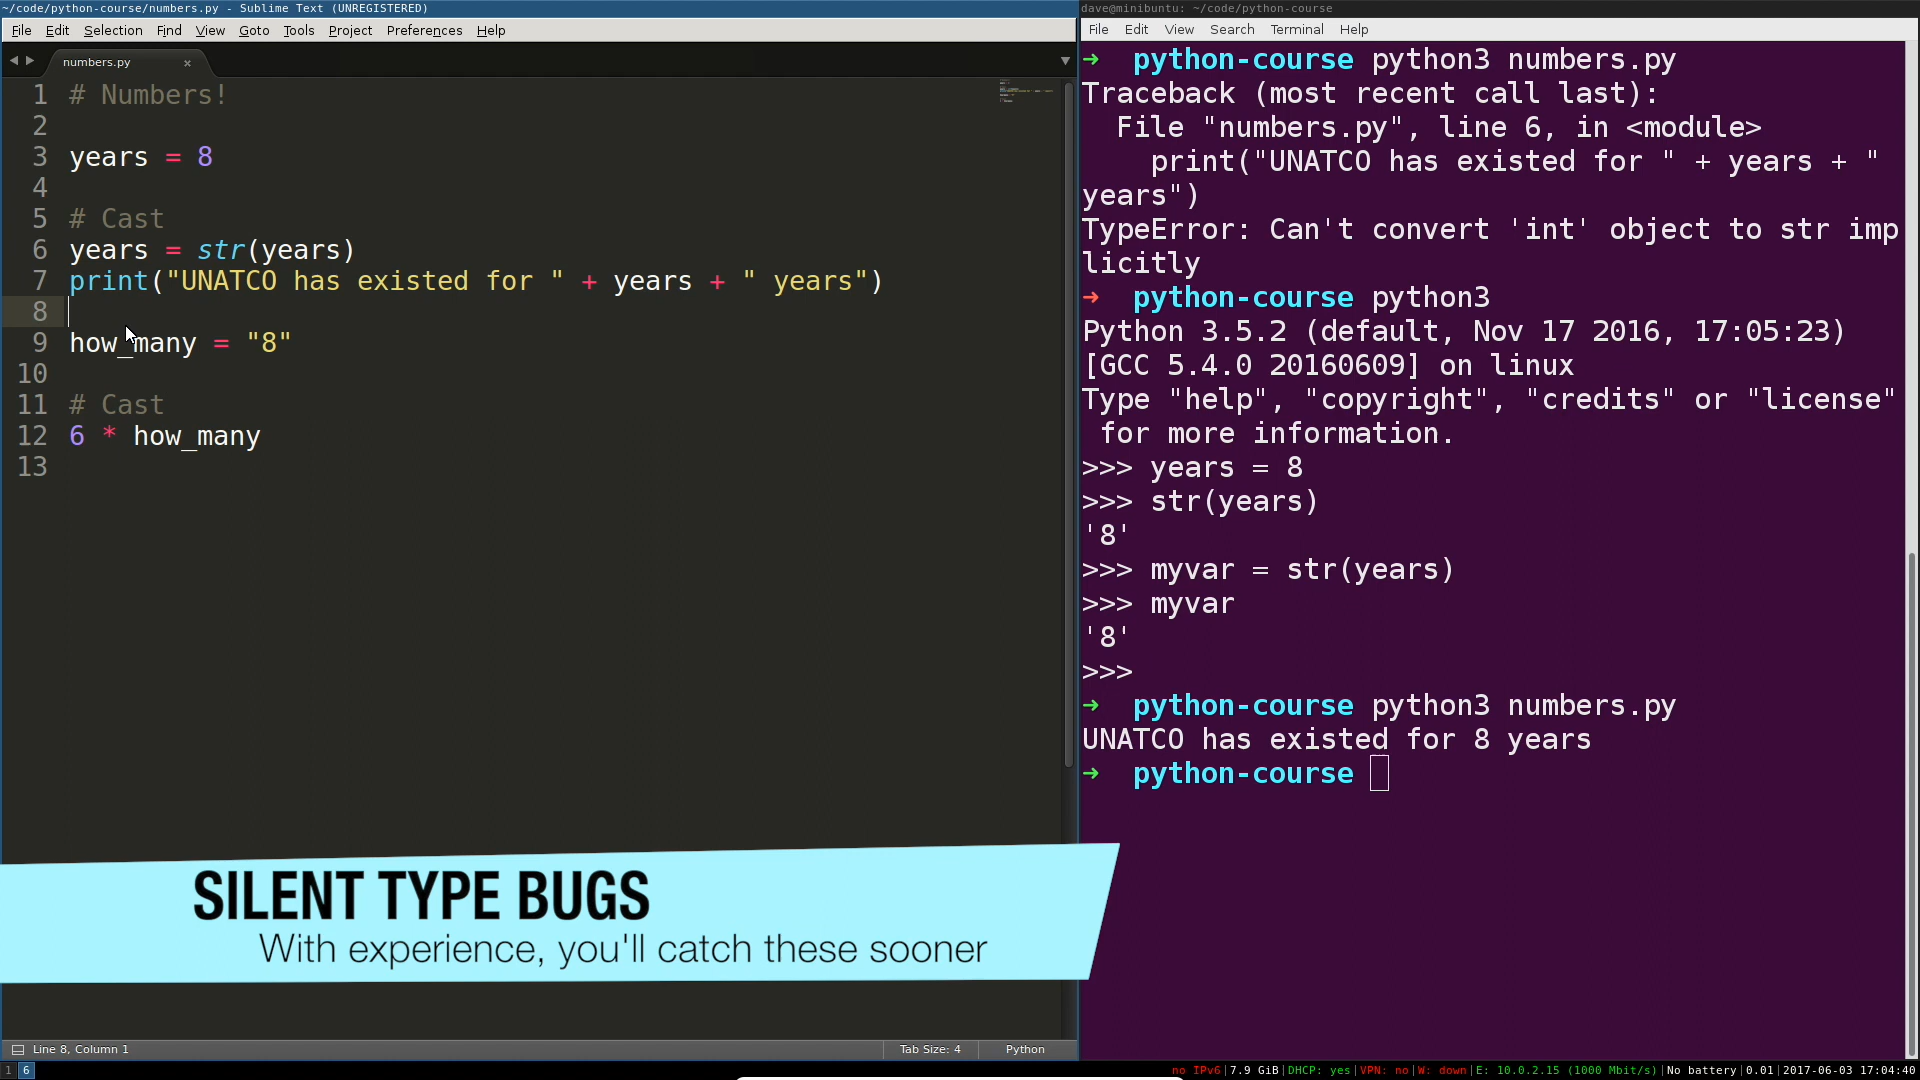 ~/code/python-course/numbers.py - Sublime Text (UNREGISTERED)
File Edit Selection Find View Goto Tools Project Preferences Help
numbers.py ×
1 # Numbers!
2
3 years = 8
4
5 # Cast
6 years = str(years)
7 print("UNATCO has existed for " + years + " years")
8
9 how_many = "8"
10
11 # Cast
12 6 * how_many
13
SILENT TYPE BUGS
With experience, you'll catch these sooner
Line 8, Column 1 Tab Size: 4 Python
dave@minibuntu: ~/code/python-course
File Edit View Search Terminal Help
➜ python-course python3 numbers.py
Traceback (most recent call last):
File "numbers.py", line 6, in <module>
print("UNATCO has existed for " + years + "
years")
TypeError: Can't convert 'int' object to str imp
licitly
➜ python-course python3
Python 3.5.2 (default, Nov 17 2016, 17:05:23)
[GCC 5.4.0 20160609] on linux
Type "help", "copyright", "credits" or "license"
for more information.
>>> years = 8
>>> str(years)
'8'
>>> myvar = str(years)
>>> myvar
'8'
>>>
➜ python-course python3 numbers.py
UNATCO has existed for 8 years
➜ python-course
1 6
no IPv6|7.9 GiB|DHCP: yes|VPN: no|W: down|E: 10.0.2.15 (1000 Mbit/s)|No battery|0.01|2017-06-03 17:04:40